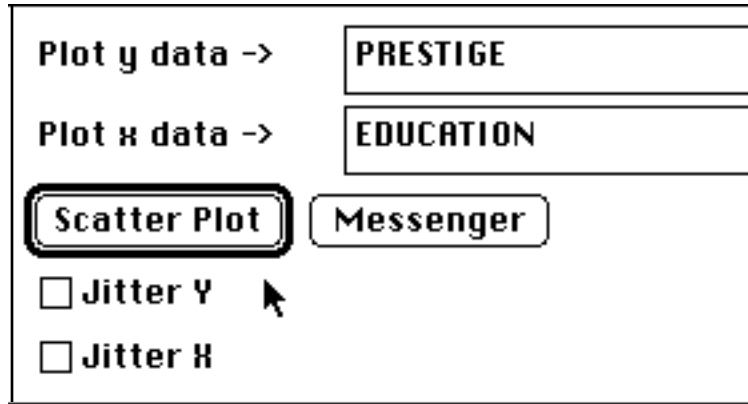 Plot y data -> PRESTIGE
Plot x data -> EDUCATION
Scatter Plot Messenger
Jitter Y
Jitter X